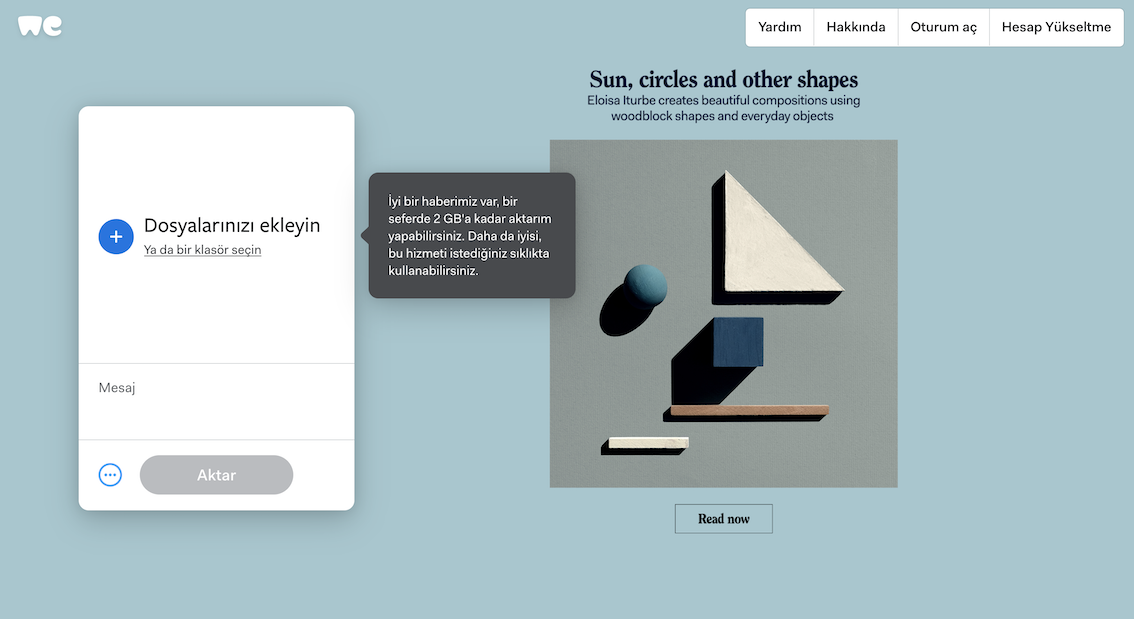 we
Yardım
Hakkında
Oturum aç
Hesap Yükseltme
Sun, circles and other shapes
Eloisa Iturbe creates beautiful compositions using
woodblock shapes and everyday objects
Dosyalarınızı ekleyin
Ya da bir klasör seçin
İyi bir haberimiz var, bir
seferde 2 GB'a kadar aktarım
yapabilirsiniz. Daha da iyisi,
bu hizmeti istediğiniz sıklıkta
kullanabilirsiniz.
Mesaj
Aktar
Read now